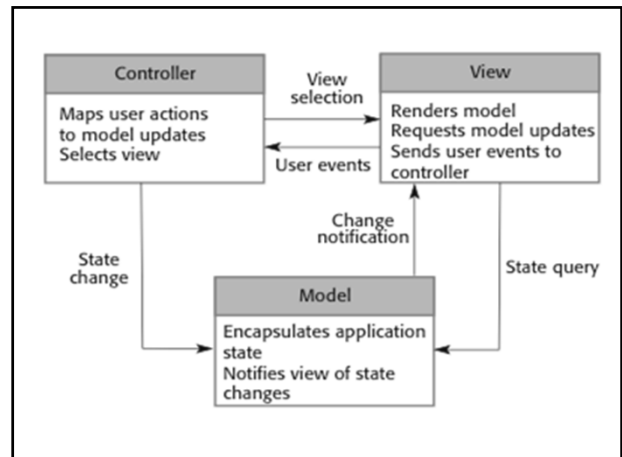 Controller
Maps user actions
to model updates
Selects view
View
selection
User events
View
Renders model
Requests model updates
Sends user events to
controller
State
change
Change
notification
State query
Model
Encapsulates application
state
Notifies view of state
changes